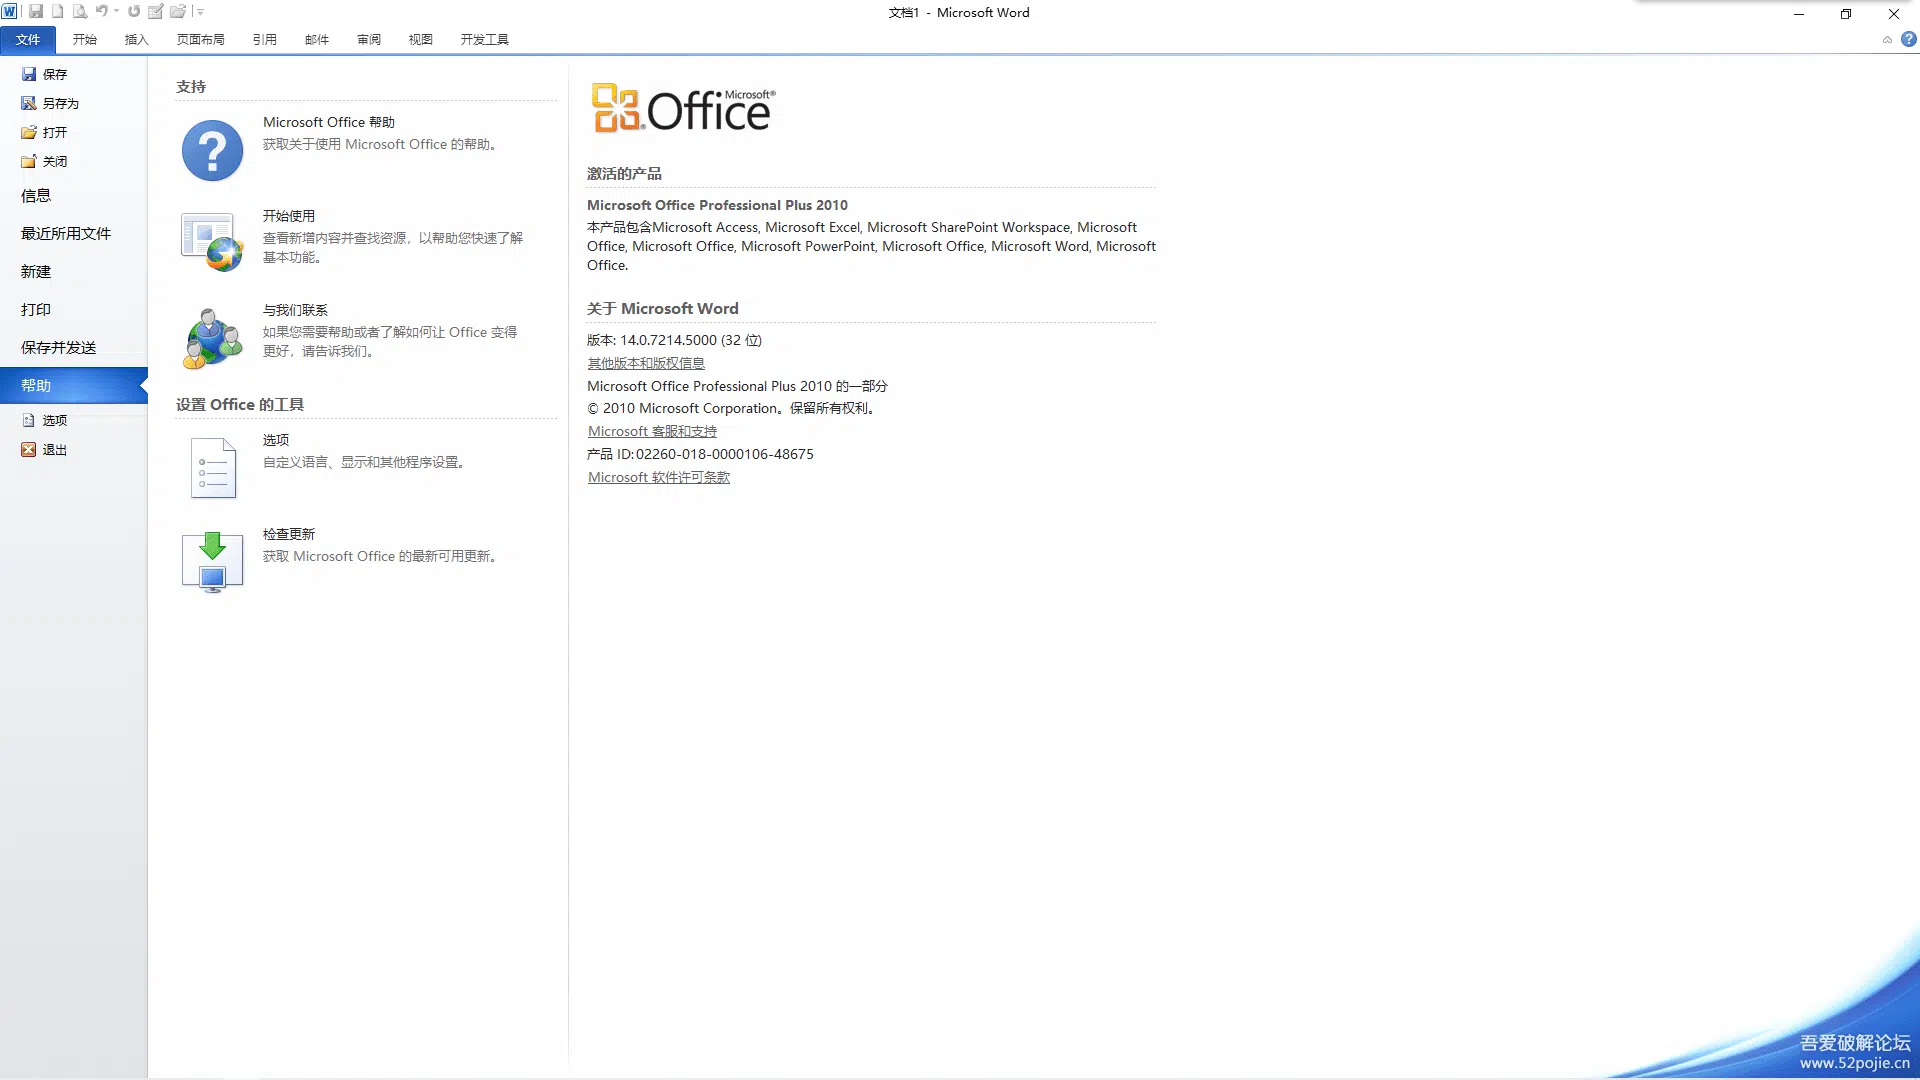 文档1 - Microsoft Word
文件 开始 插入 页面布局 引用 邮件 审阅 视图 开发工具
保存
另存为
打开
关闭
信息
最近所用文件
新建
打印
保存并发送
帮助
选项
退出
支持
Microsoft Office 帮助
获取关于使用 Microsoft Office 的帮助。
开始使用
查看新增内容并查找资源，以帮助您快速了解
基本功能。
与我们联系
如果您需要帮助或者了解如何让 Office 变得
更好，请告诉我们。
设置 Office 的工具
选项
自定义语言、显示和其他程序设置。
检查更新
获取 Microsoft Office 的最新可用更新。
Microsoft®
Office
激活的产品
Microsoft Office Professional Plus 2010
本产品包含Microsoft Access, Microsoft Excel, Microsoft SharePoint Workspace, Microsoft
Office, Microsoft Office, Microsoft PowerPoint, Microsoft Office, Microsoft Word, Microsoft
Office.
关于 Microsoft Word
版本: 14.0.7214.5000 (32 位)
其他版本和版权信息
Microsoft Office Professional Plus 2010 的一部分
© 2010 Microsoft Corporation。保留所有权利。
Microsoft 客服和支持
产品 ID:02260-018-0000106-48675
Microsoft 软件许可条款
吾爱破解论坛
www.52pojie.cn